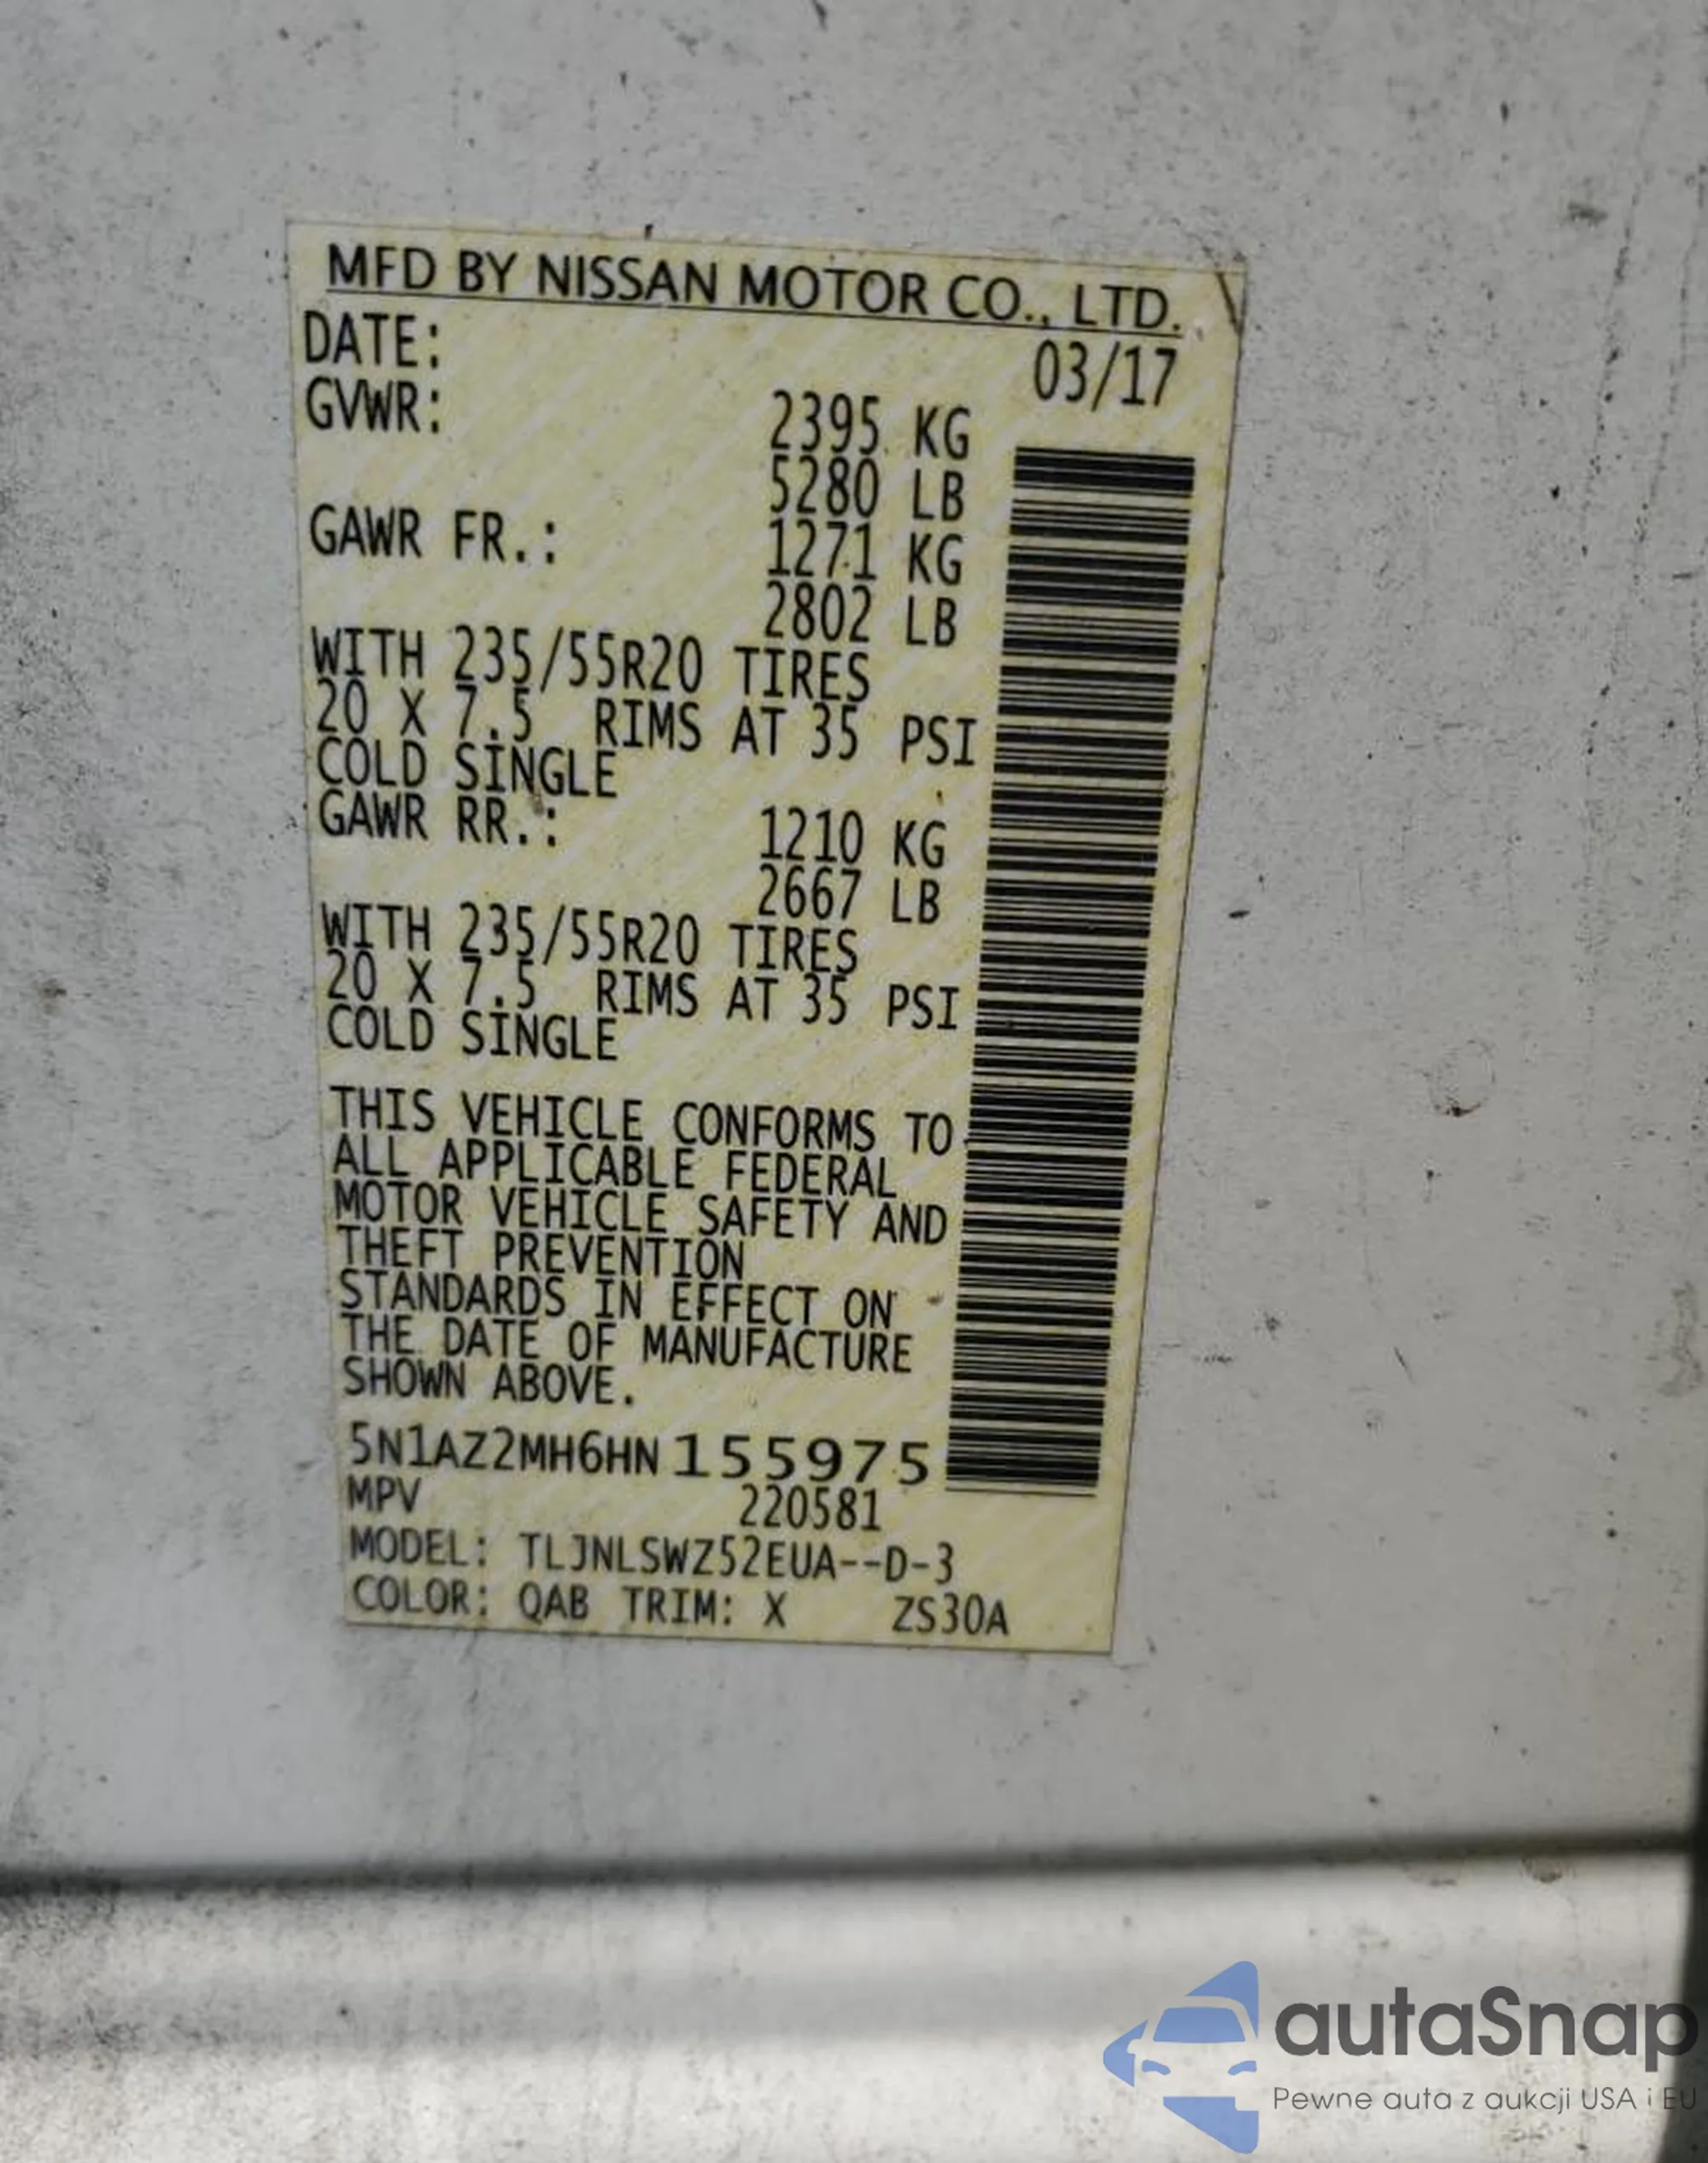 MFD BY NISSAN MOTOR CO., LTD.
DATE: 03/17
GVWR: 2395 KG
5280 LB
GAWR FR.: 1271 KG
2802 LB
WITH 235/55R20 TIRES
20 X 7.5 RIMS AT 35 PSI
COLD SINGLE
GAWR RR.: 1210 KG
2667 LB
WITH 235/55R20 TIRES
20 X 7.5 RIMS AT 35 PSI
COLD SINGLE
THIS VEHICLE CONFORMS TO
ALL APPLICABLE FEDERAL
MOTOR VEHICLE SAFETY AND
THEFT PREVENTION
STANDARDS IN EFFECT ON
THE DATE OF MANUFACTURE
SHOWN ABOVE.
5N1AZ2MH6HN155975
MPV 220581
MODEL: TLJNLSWZ52EUA--D-3
COLOR: QAB TRIM: X ZS30A
autaSnap
Pewne auta z aukcji USA i EU